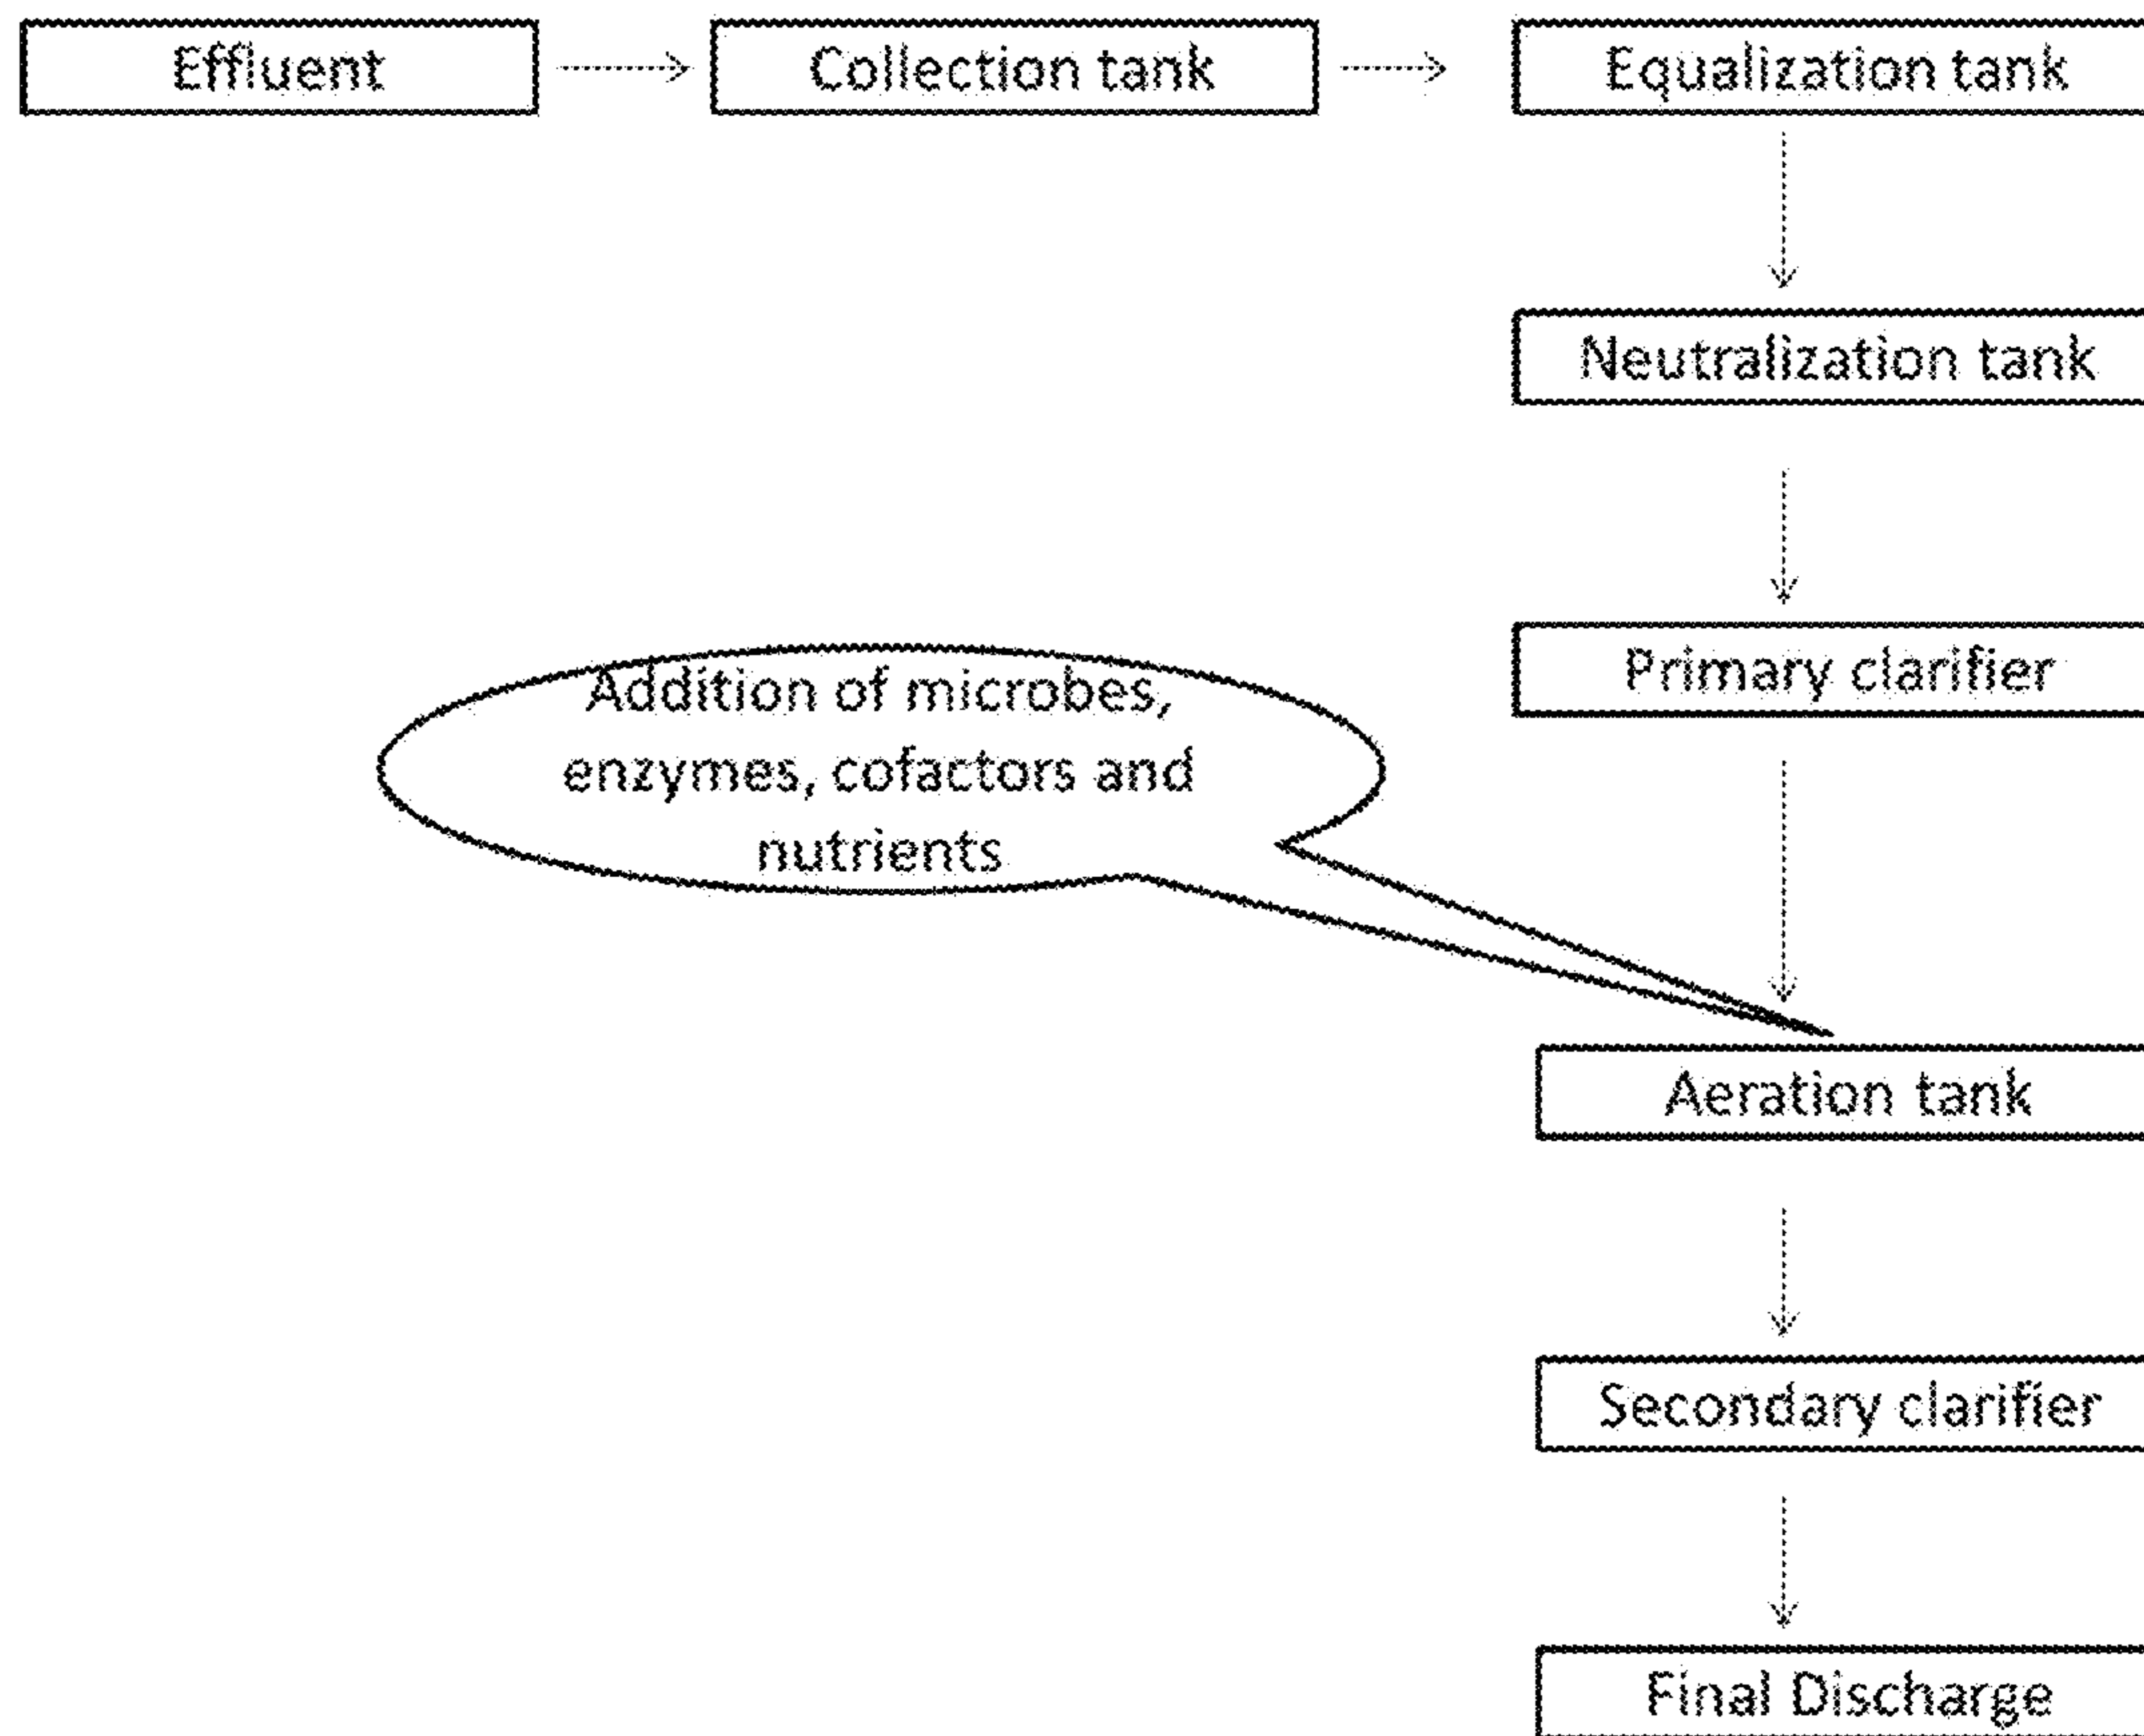 Effluent
Collection tank
Equalization tank
Neutralization tank
Primary clarifier
Addition of microbes,
enzymes, cofactors and
nutrients
Aeration tank
Secondary clarifier
Final Discharge